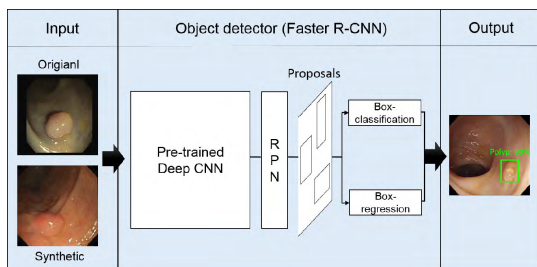 Input
Object detector (Faster R-CNN)
Output
Origianl
Synthetic
Pre-trained
Deep CNN
R
P
N
Proposals
Box-
classification
Box-
regression